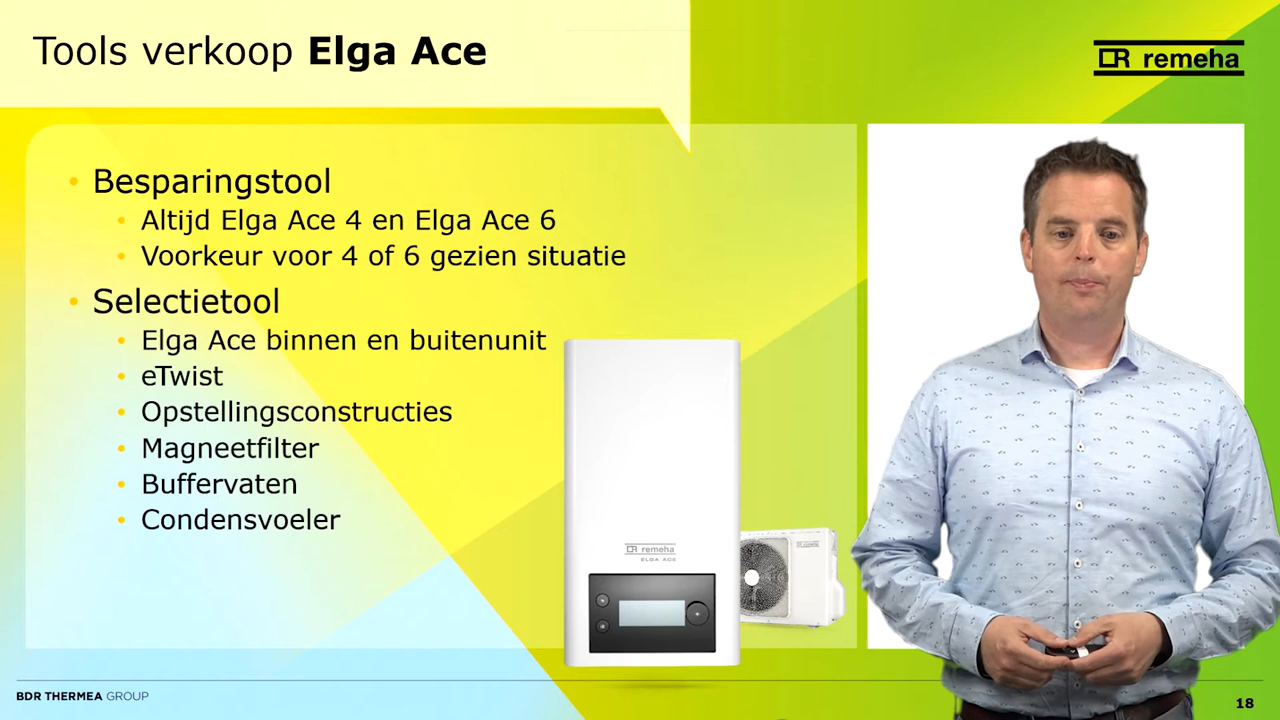 Tools verkoop Elga Ace
remeha
• Besparingstool
• Altijd Elga Ace 4 en Elga Ace 6
• Voorkeur voor 4 of 6 gezien situatie
• Selectietool
• Elga Ace binnen en buitenunit
• eTwist
• Opstellingsconstructies
• Magneetfilter
• Buffervaten
• Condensvoeler
remeha
ELGA ACE
remeha
BDR THERMEA GROUP
18